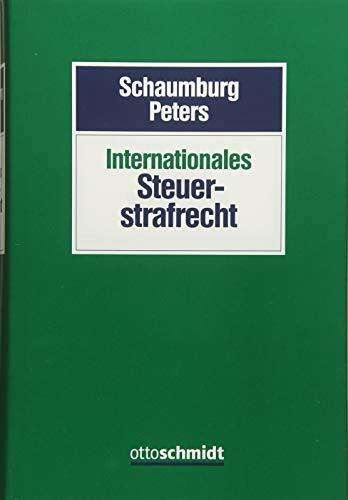 Schaumburg
Peters
Internationales
Steuer-
strafrecht
ottoschmidt